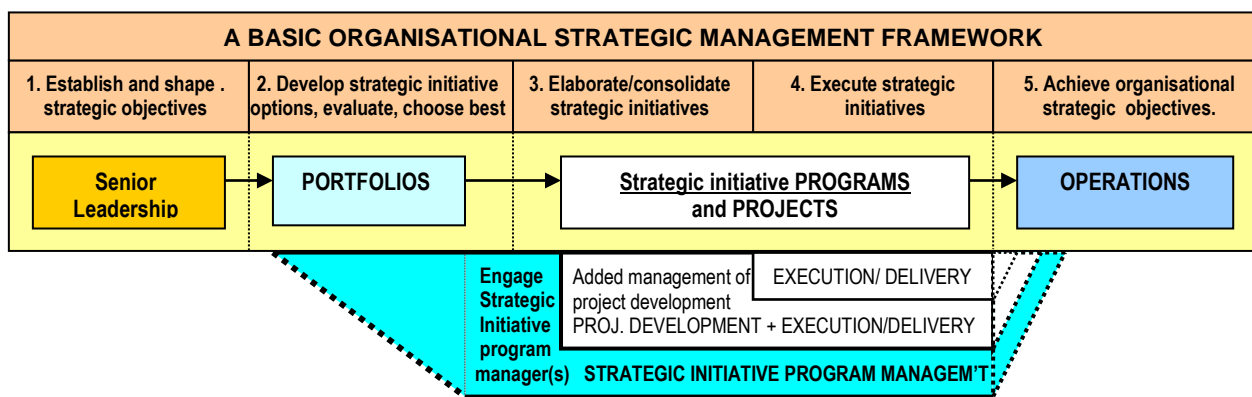 A BASIC ORGANISATIONAL STRATEGIC MANAGEMENT FRAMEWORK
1. Establish and shape .
strategic objectives
2. Develop strategic initiative
options, evaluate, choose best
3. Elaborate/consolidate
strategic initiatives
4. Execute strategic
initiatives
5. Achieve organisational
strategic objectives.
Senior
Leadership
PORTFOLIOS
Strategic initiative PROGRAMS
and PROJECTS
OPERATIONS
Engage
Strategic
Initiative
program
manager(s)
Added management of
project development
PROJ. DEVELOPMENT + EXECUTION/DELIVERY
EXECUTION/ DELIVERY
STRATEGIC INITIATIVE PROGRAM MANAGEM'T